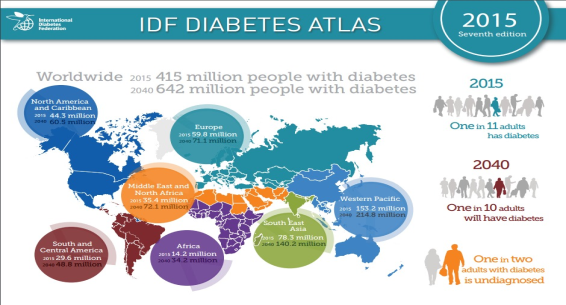 International
Diabetes
Federation
IDF DIABETES ATLAS
2015
Seventh edition
Worldwide 2015 415 million people with diabetes
2040 642 million people with diabetes
North America
and Caribbean
2015 44.3 million
2040 60.5 million
Europe
2015 59.8 million
2040 71.1 million
Middle East and
North Africa
2015 35.4 million
2040 72.1 million
Western Pacific
2015 153.2 million
2040 214.8 million
South East
Asia
2015 78.3 million
2040 140.2 million
South and
Central America
2015 29.6 million
2040 48.8 million
Africa
2015 14.2 million
2040 34.2 million
2015
One in 11 adults
has diabetes
2040
One in 10 adults
will have diabetes
One in two
adults with diabetes
is undiagnosed